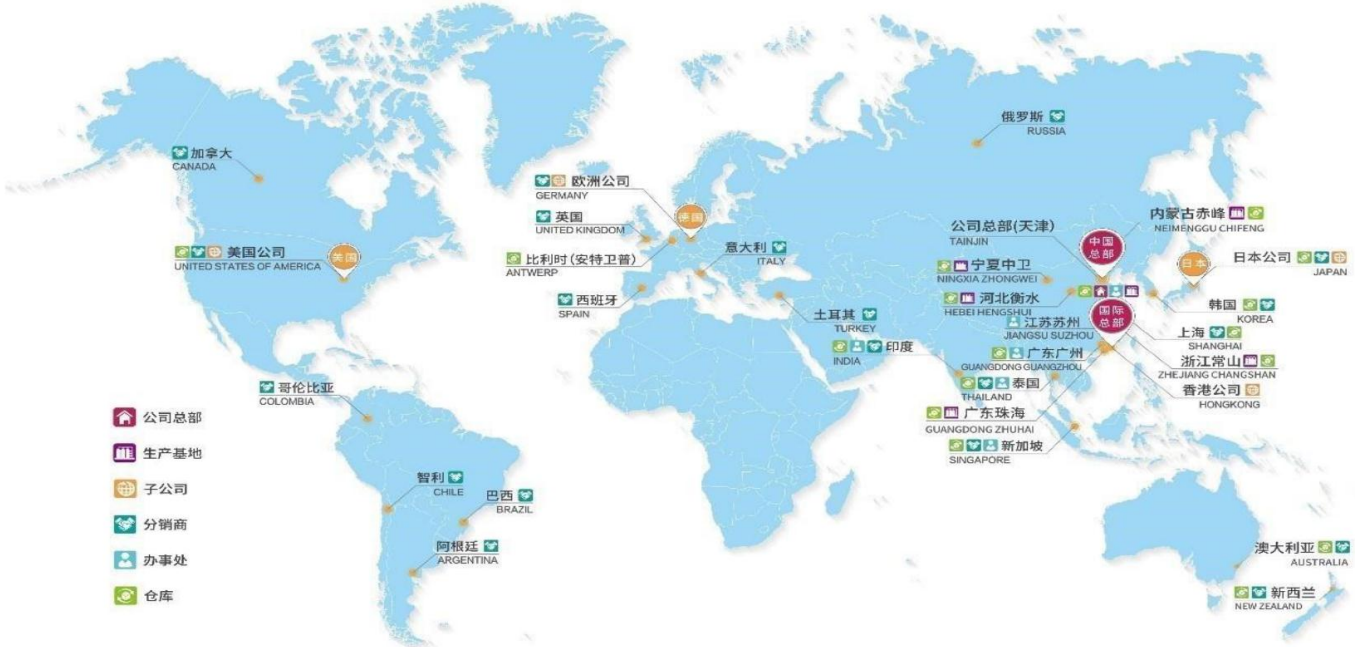 俄罗斯
RUSSIA
加拿大
CANADA
欧洲公司
GERMANY
德国
英国
UNITED KINGDOM
美国公司
UNITED STATES OF AMERICA
美国
比利时(安特卫普)
ANTWERP
意大利
ITALY
西班牙
SPAIN
土耳其
TURKEY
印度
INDIA
公司总部(天津)
TAINJIN
中国
总部
内蒙古赤峰
NEIMENGGU CHIFENG
宁夏中卫
NINGXIA ZHONGWEI
日本
日本公司
JAPAN
河北衡水
HEBEI HENGSHUI
韩国
KOREA
国际
总部
江苏苏州
JIANGSU SUZHOU
上海
SHANGHAI
广东广州
GUANGDONG GUANGZHOU
浙江常山
ZHEJIANG CHANGSHAN
泰国
THAILAND
香港公司
HONGKONG
广东珠海
GUANGDONG ZHUHAI
新加坡
SINGAPORE
哥伦比亚
COLOMBIA
智利
CHILE
巴西
BRAZIL
阿根廷
ARGENTINA
澳大利亚
AUSTRALIA
新西兰
NEW ZEALAND
公司总部
生产基地
子公司
分销商
办事处
仓库